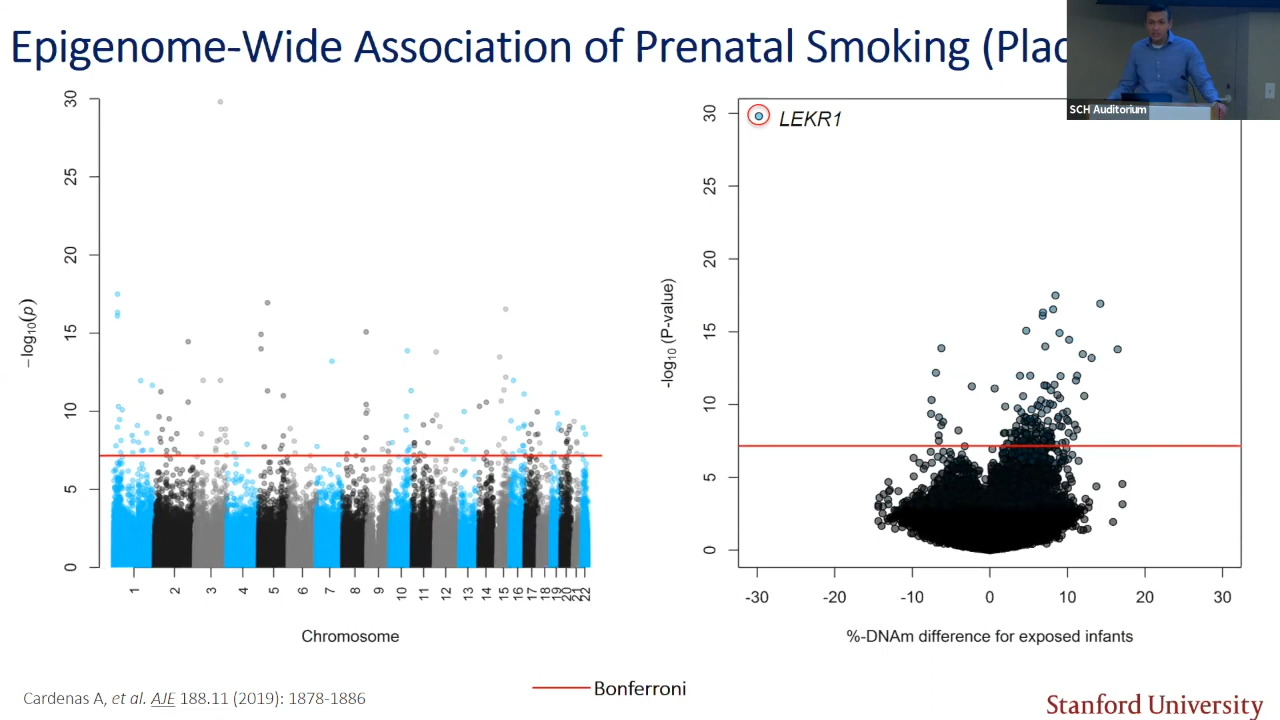 Epigenome-Wide Association of Prenatal Smoking (Plac
SCH Auditorium
30
25
20
15
10
5
0
−log10(p)
1 2 3 4 5 6 7 8 9 10 11 12 13 14 15 16 17 18 19 20 21 22
Chromosome
LEKR1
30
25
20
15
10
5
0
-log10 (P-value)
-30 -20 -10 0 10 20 30
%-DNAm difference for exposed infants
Bonferroni
Cardenas A, et al. AJE 188.11 (2019): 1878-1886
Stanford University